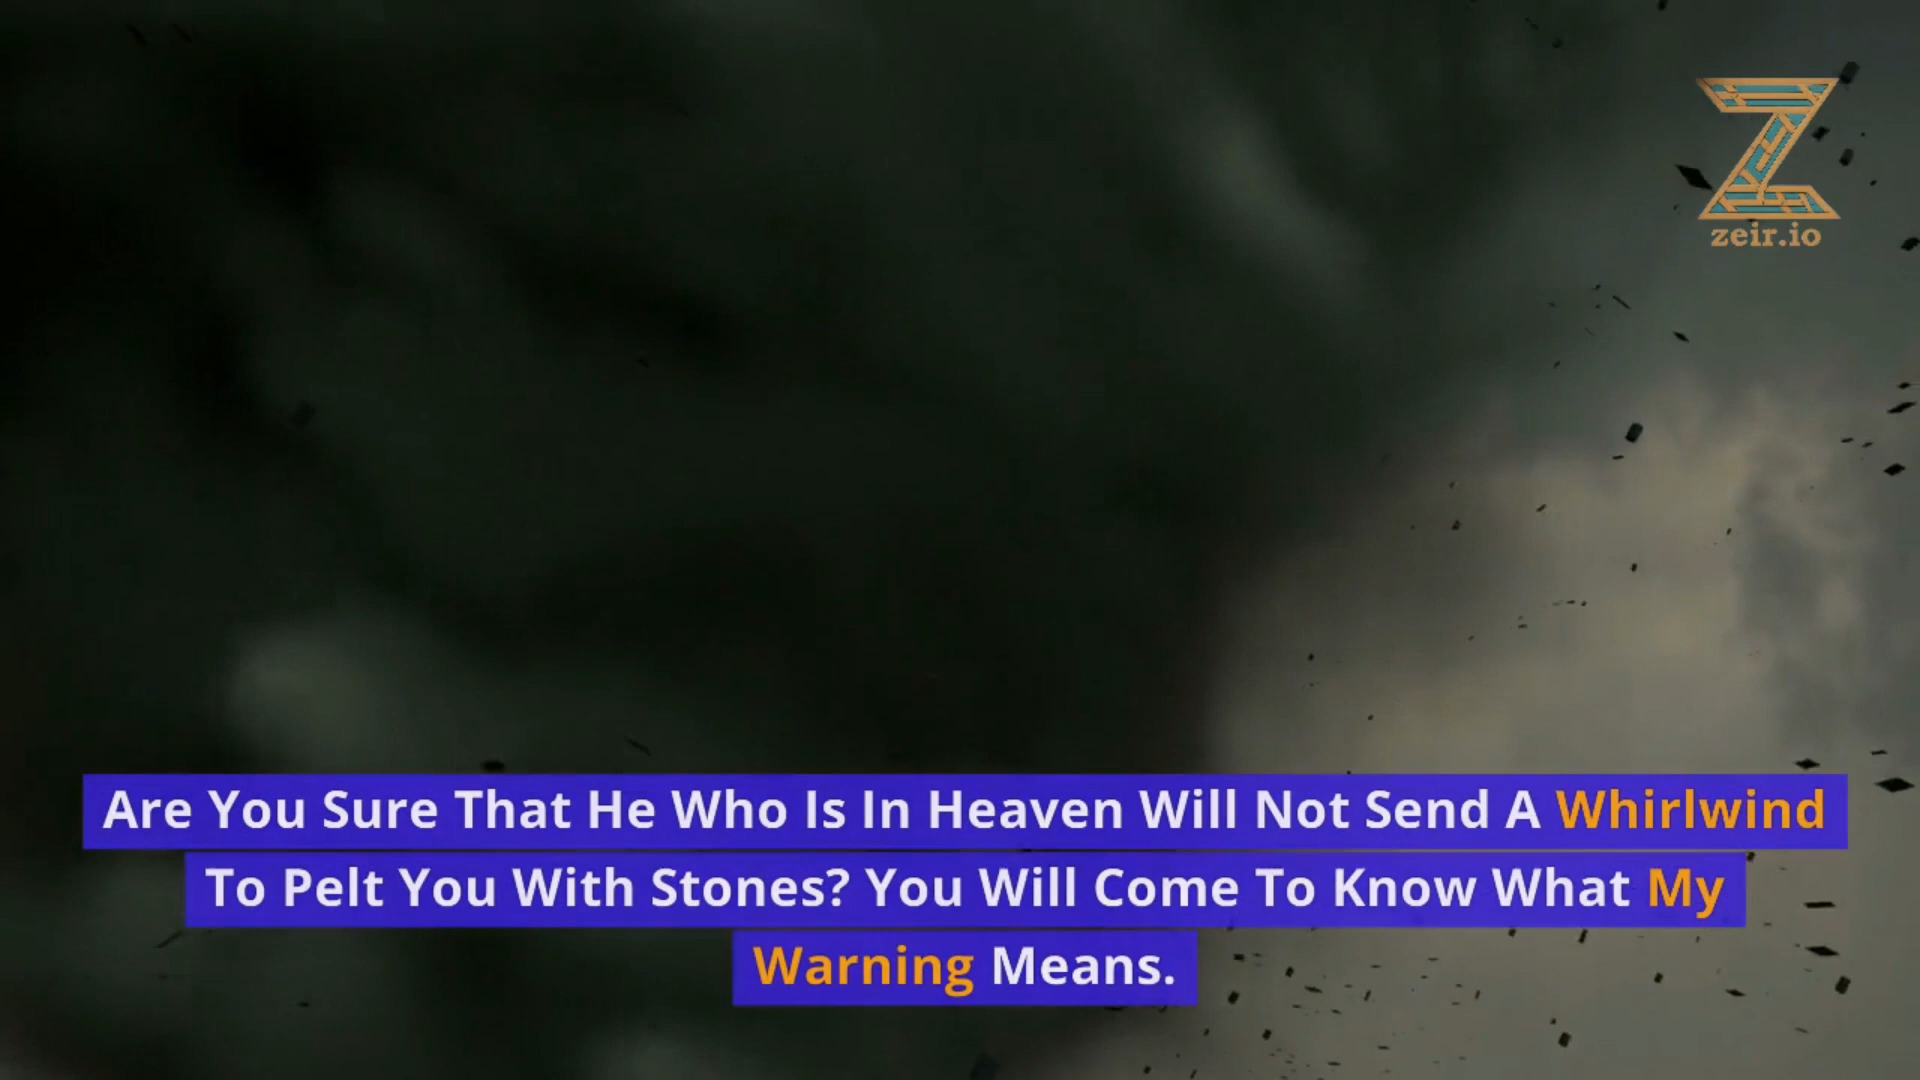 zeir.io
Are You Sure That He Who Is In Heaven Will Not Send A Whirlwind
To Pelt You With Stones? You Will Come To Know What My
Warning Means.